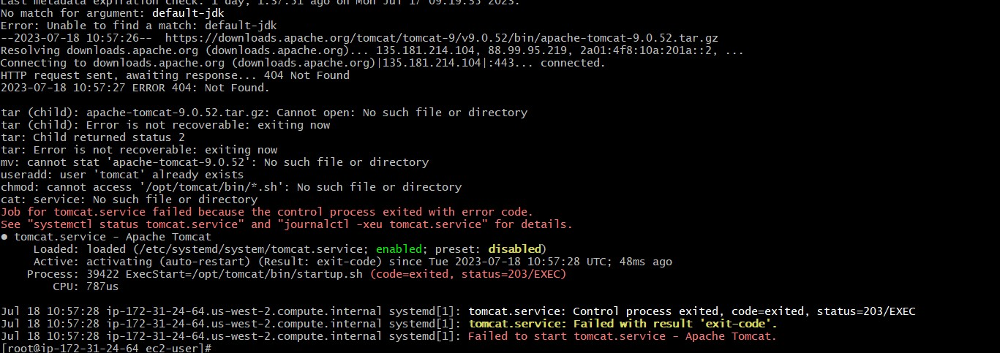 Last metadata expiration check: 1 day, 1:37:51 ago on Mon Jul 17 09:19:35 2023.
No match for argument: default-jdk
Error: Unable to find a match: default-jdk
--2023-07-18 10:57:26--  https://downloads.apache.org/tomcat/tomcat-9/v9.0.52/bin/apache-tomcat-9.0.52.tar.gz
Resolving downloads.apache.org (downloads.apache.org)... 135.181.214.104, 88.99.95.219, 2a01:4f8:10a:201a::2, ...
Connecting to downloads.apache.org (downloads.apache.org)|135.181.214.104|:443... connected.
HTTP request sent, awaiting response... 404 Not Found
2023-07-18 10:57:27 ERROR 404: Not Found.

tar (child): apache-tomcat-9.0.52.tar.gz: Cannot open: No such file or directory
tar (child): Error is not recoverable: exiting now
tar: Child returned status 2
tar: Error is not recoverable: exiting now
mv: cannot stat 'apache-tomcat-9.0.52': No such file or directory
useradd: user 'tomcat' already exists
chmod: cannot access '/opt/tomcat/bin/*.sh': No such file or directory
cat: service: No such file or directory
Job for tomcat.service failed because the control process exited with error code.
See "systemctl status tomcat.service" and "journalctl -xeu tomcat.service" for details.
● tomcat.service - Apache Tomcat
     Loaded: loaded (/etc/systemd/system/tomcat.service; enabled; preset: disabled)
     Active: activating (auto-restart) (Result: exit-code) since Tue 2023-07-18 10:57:28 UTC; 48ms ago
    Process: 39422 ExecStart=/opt/tomcat/bin/startup.sh (code=exited, status=203/EXEC)
        CPU: 787us

Jul 18 10:57:28 ip-172-31-24-64.us-west-2.compute.internal systemd[1]: tomcat.service: Control process exited, code=exited, status=203/EXEC
Jul 18 10:57:28 ip-172-31-24-64.us-west-2.compute.internal systemd[1]: tomcat.service: Failed with result 'exit-code'.
Jul 18 10:57:28 ip-172-31-24-64.us-west-2.compute.internal systemd[1]: Failed to start tomcat.service - Apache Tomcat.
[root@ip-172-31-24-64 ec2-user]#